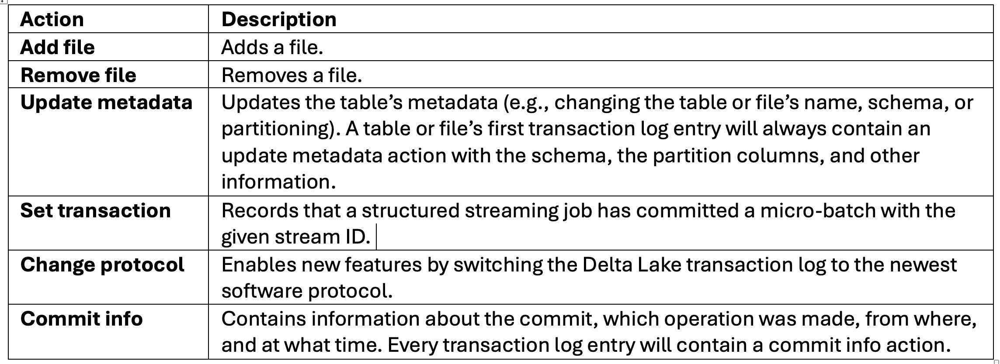 Action Description
Add file Adds a file.
Remove file Removes a file.
Update metadata Updates the table’s metadata (e.g., changing the table or file’s name, schema, or
partitioning). A table or file’s first transaction log entry will always contain an
update metadata action with the schema, the partition columns, and other
information.
Set transaction Records that a structured streaming job has committed a micro-batch with the
given stream ID.
Change protocol Enables new features by switching the Delta Lake transaction log to the newest
software protocol.
Commit info Contains information about the commit, which operation was made, from where,
and at what time. Every transaction log entry will contain a commit info action.